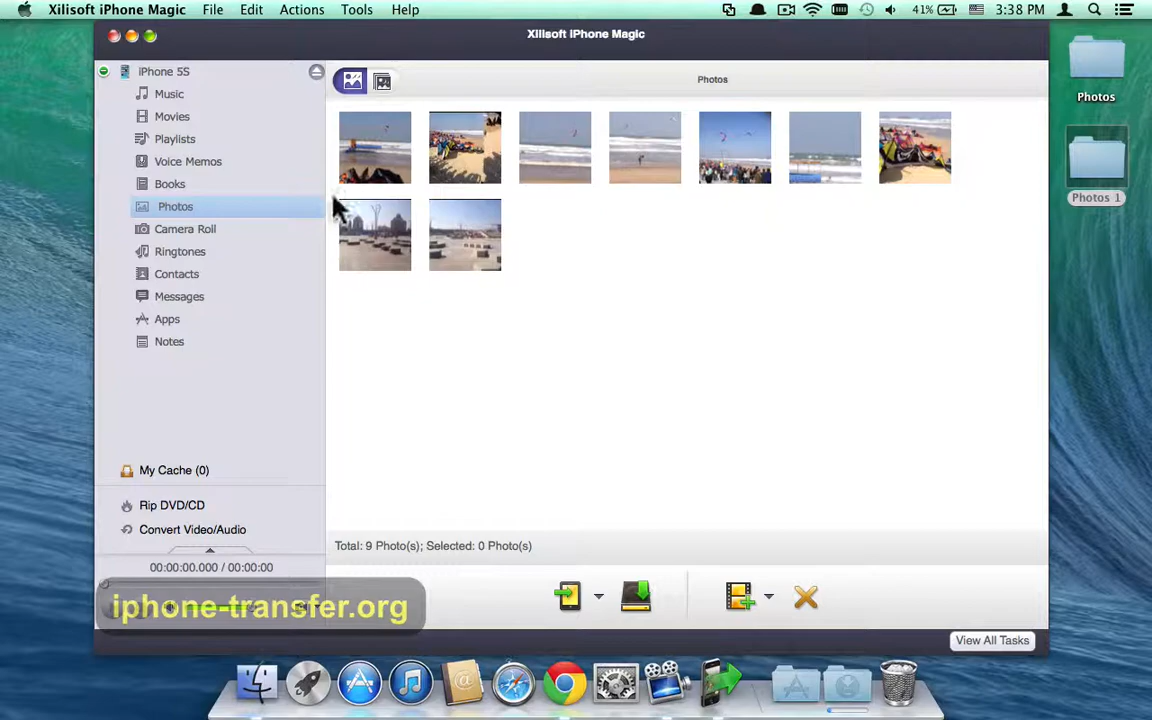 Xilisoft iPhone Magic File Edit Actions Tools Help 41% 3:38 PM
Xilisoft iPhone Magic
iPhone 5S
Music
Movies
Playlists
Voice Memos
Books
Photos
Camera Roll
Ringtones
Contacts
Messages
Apps
Notes
My Cache (0)
Rip DVD/CD
Convert Video/Audio
00:00:00.000 / 00:00:00
iphone-transfer.org
Photos
Total: 9 Photo(s); Selected: 0 Photo(s)
View All Tasks
Photos
Photos 1